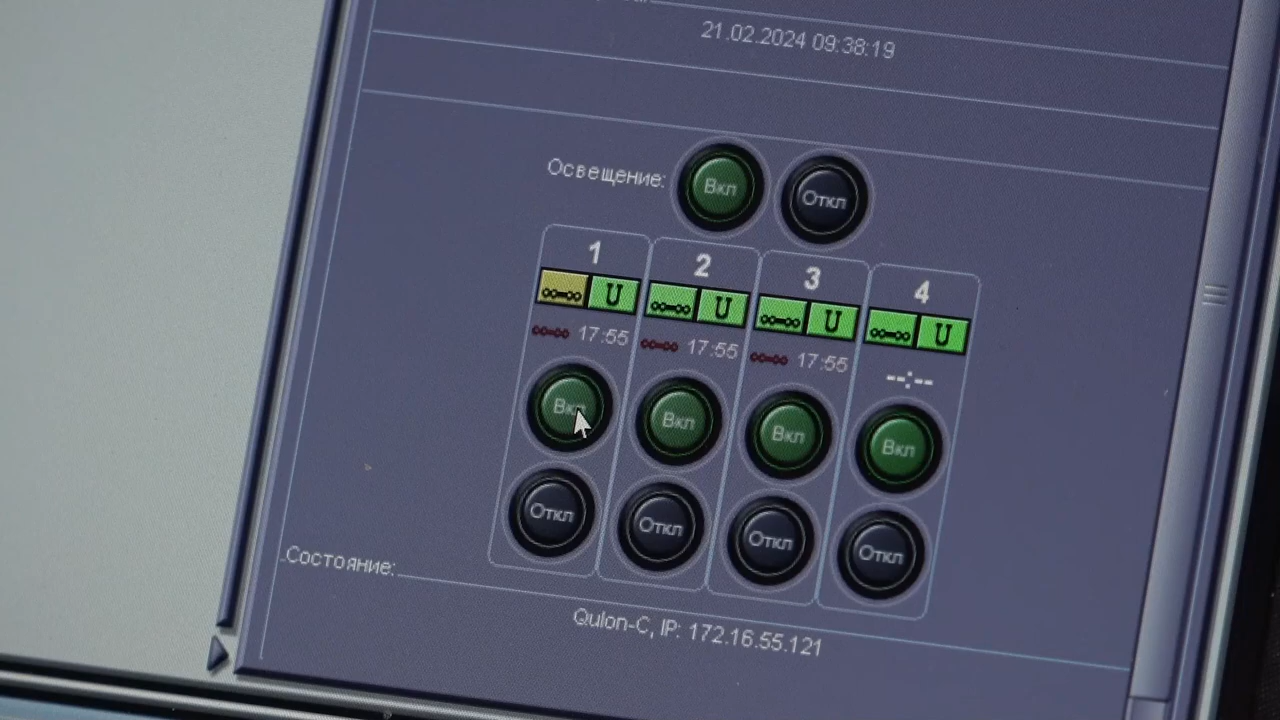 21.02.2024 09:38:19
Освещение: Вкл Откл
1 2 3 4
U U U U
17:55 17:55 17:55 --:--
Вкл Вкл Вкл Вкл
Откл Откл Откл Откл
Состояние:
Qulon-C, IP: 172.16.55.121